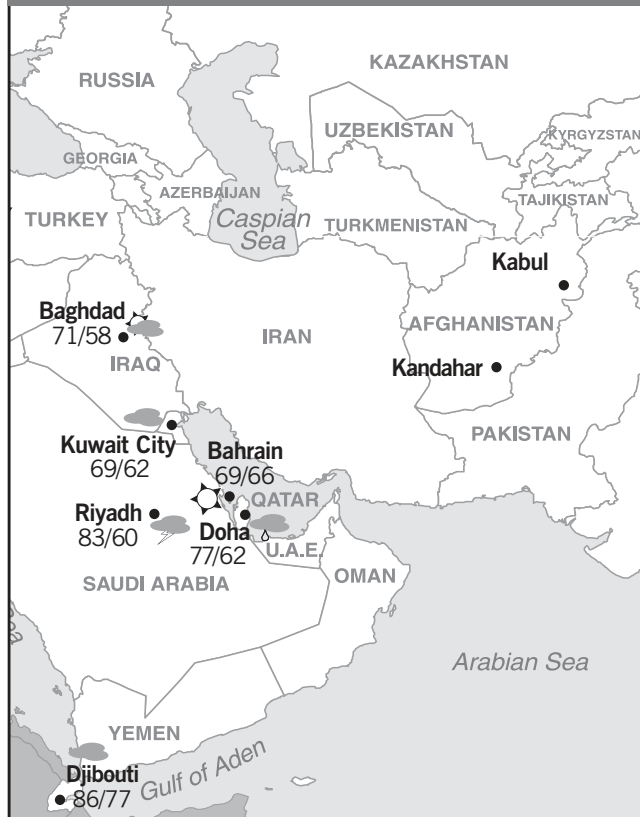 KAZAKHSTAN
RUSSIA
UZBEKISTAN
KYRGYZSTAN
GEORGIA
AZERBAIJAN
TAJIKISTAN
TURKEY
Caspian
Sea
TURKMENISTAN
Kabul
Baghdad
71/58
IRAQ
IRAN
AFGHANISTAN
Kandahar
Kuwait City
69/62
Bahrain
69/66
PAKISTAN
QATAR
Riyadh
83/60
Doha
77/62
U.A.E.
OMAN
SAUDI ARABIA
Arabian Sea
YEMEN
Gulf of Aden
Djibouti
86/77